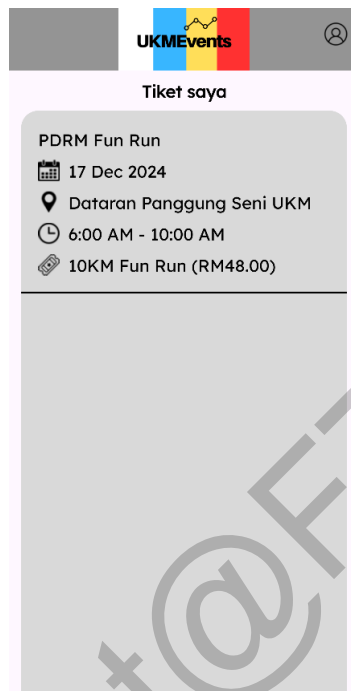 UKMEvents
Tiket saya
PDRM Fun Run
17 Dec 2024
Dataran Panggung Seni UKM
6:00 AM - 10:00 AM
10KM Fun Run (RM48.00)
t@FT